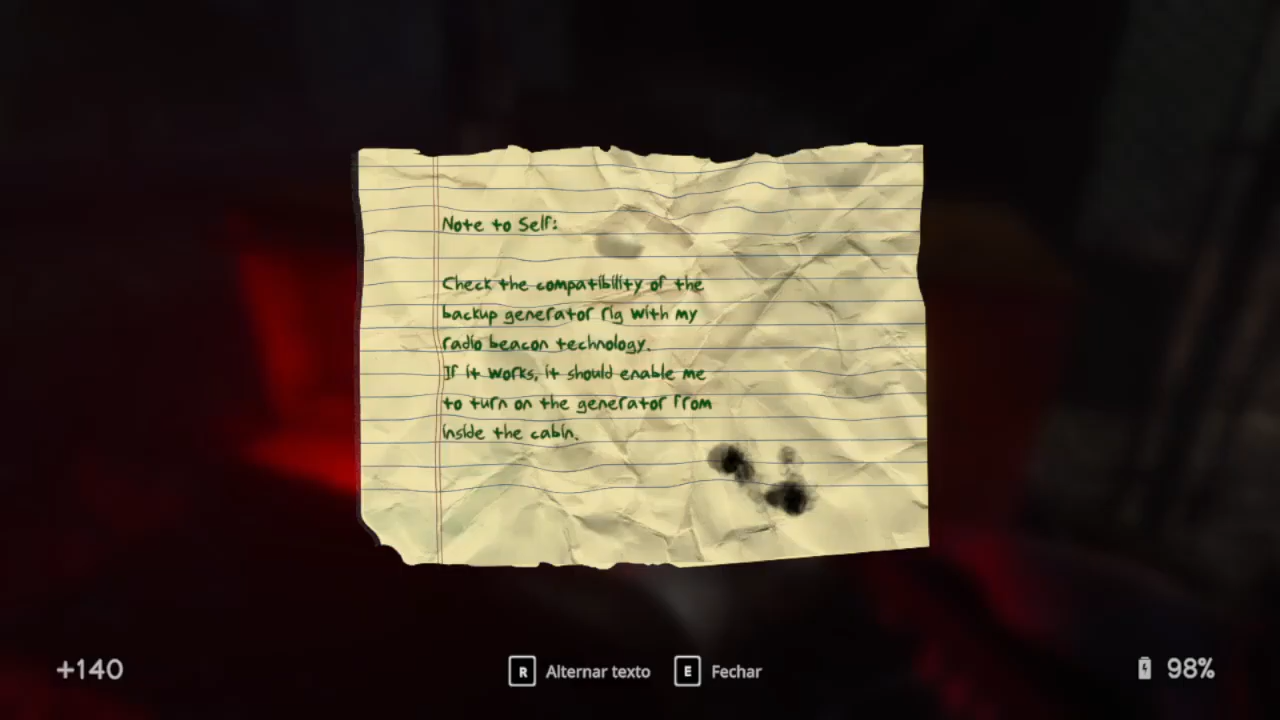 Note to Self:
Check the compatibility of the
backup generator rig with my
radio beacon technology.
If it works, it should enable me
to turn on the generator from
inside the cabin.
+140
R Alternar texto E Fechar
98%